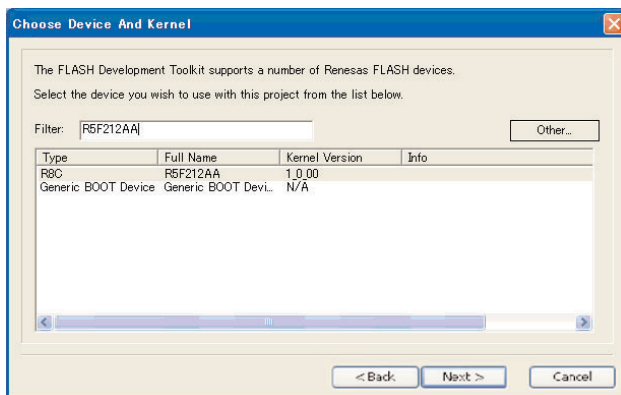 Choose Device And Kernel
The FLASH Development Toolkit supports a number of Renesas FLASH devices.
Select the device you wish to use with this project from the list below.
Filter: R5F212AA Other...
Type Full Name Kernel Version Info
R8C R5F212AA 1_0_00
Generic BOOT Device Generic BOOT Devi... N/A
< Back Next > Cancel